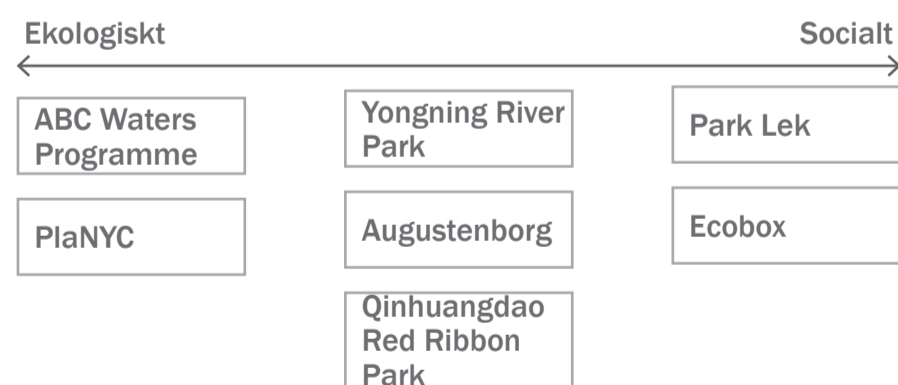 Ekologiskt
Socialt
ABC Waters
Programme
PlaNYC
Yongning River
Park
Augustenborg
Qinhuangdao
Red Ribbon
Park
Park Lek
Ecobox